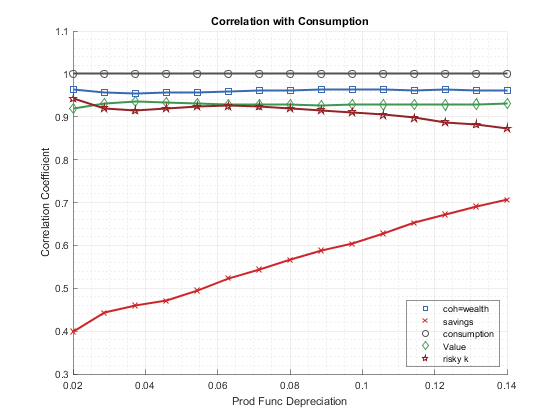 Correlation with Consumption
1.1
1
0.9
0.8
0.7
0.6
0.5
0.4
0.3
Correlation Coefficient
0.02
0.04
0.06
0.08
0.1
0.12
0.14
Prod Func Depreciation
coh=wealth
savings
consumption
Value
risky k